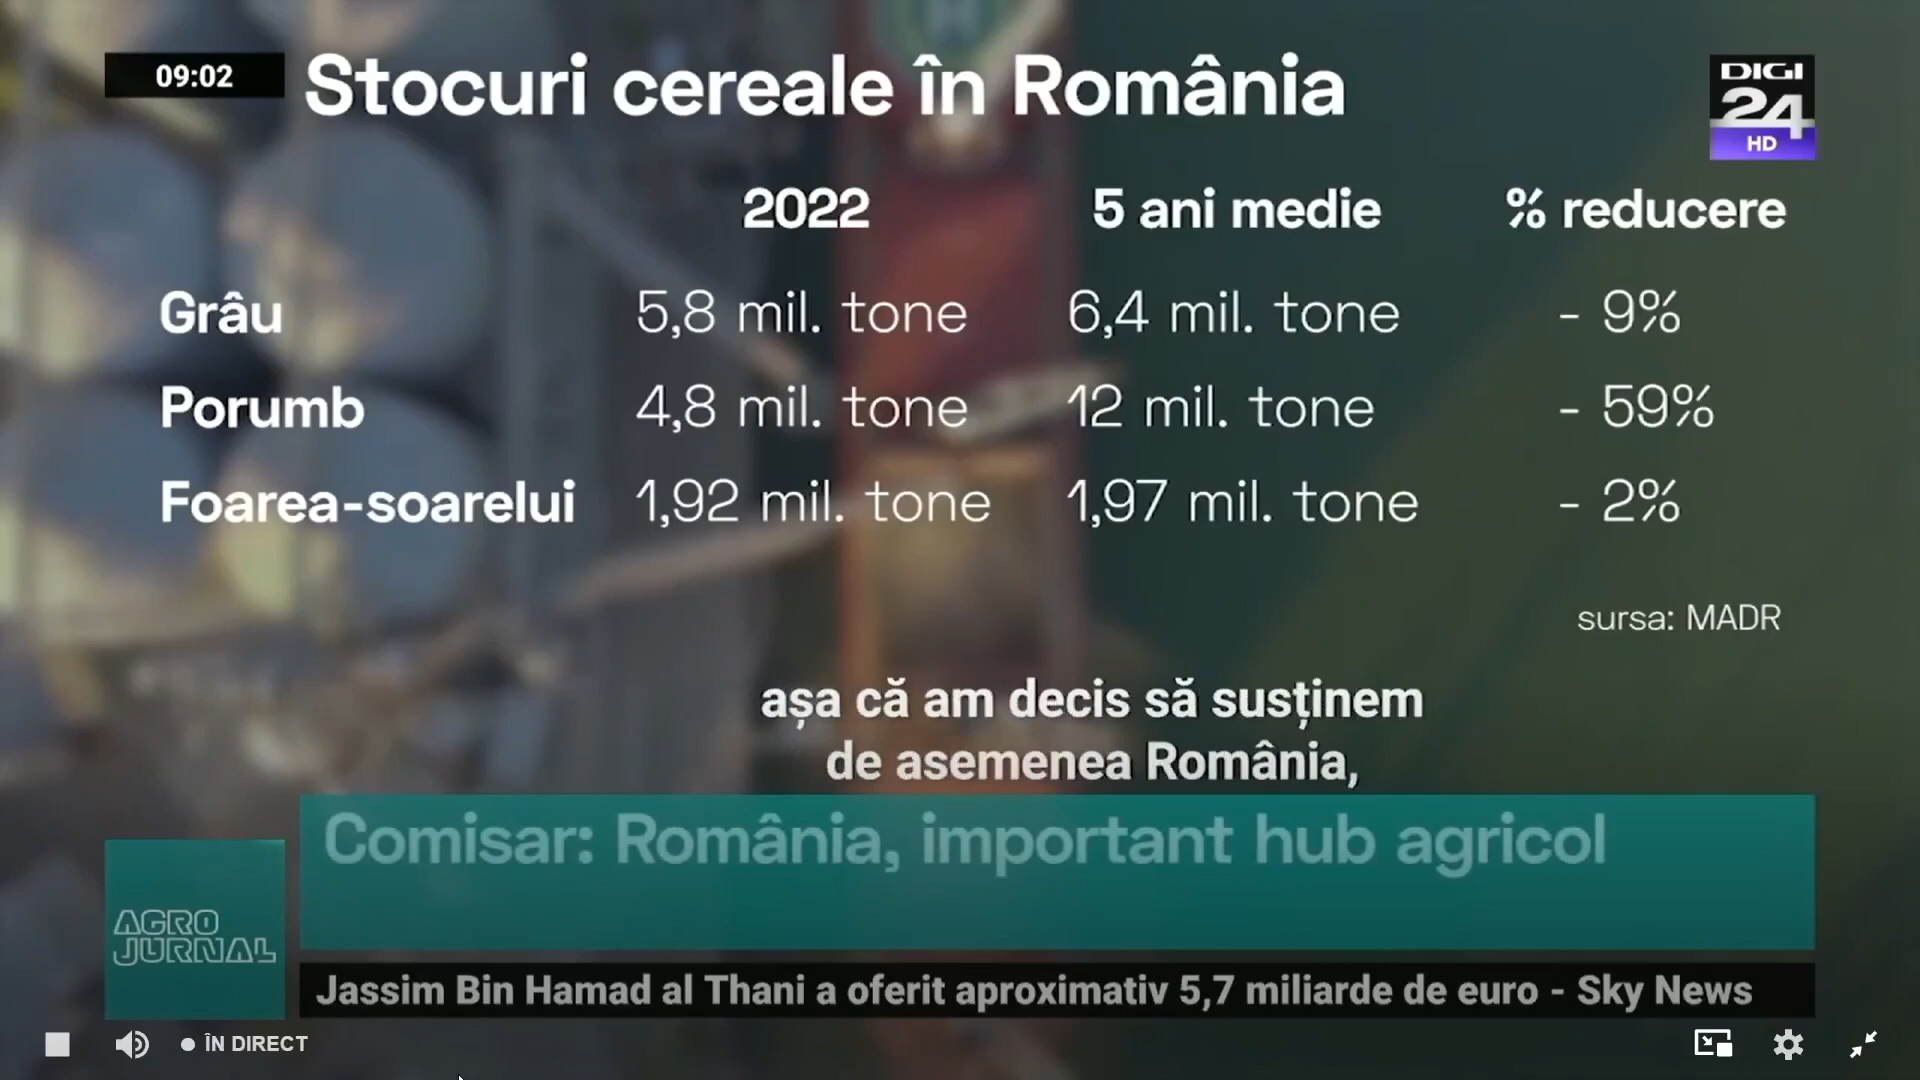 09:02
Stocuri cereale în România
DIGI
24
HD
2022 5 ani medie % reducere
Grâu 5,8 mil. tone 6,4 mil. tone - 9%
Porumb 4,8 mil. tone 12 mil. tone - 59%
Foarea-soarelui 1,92 mil. tone 1,97 mil. tone - 2%
sursa: MADR
așa că am decis să susținem
de asemenea România,
Comisar: România, important hub agricol
AGRO
JURNAL
Jassim Bin Hamad al Thani a oferit aproximativ 5,7 miliarde de euro - Sky News
ÎN DIRECT